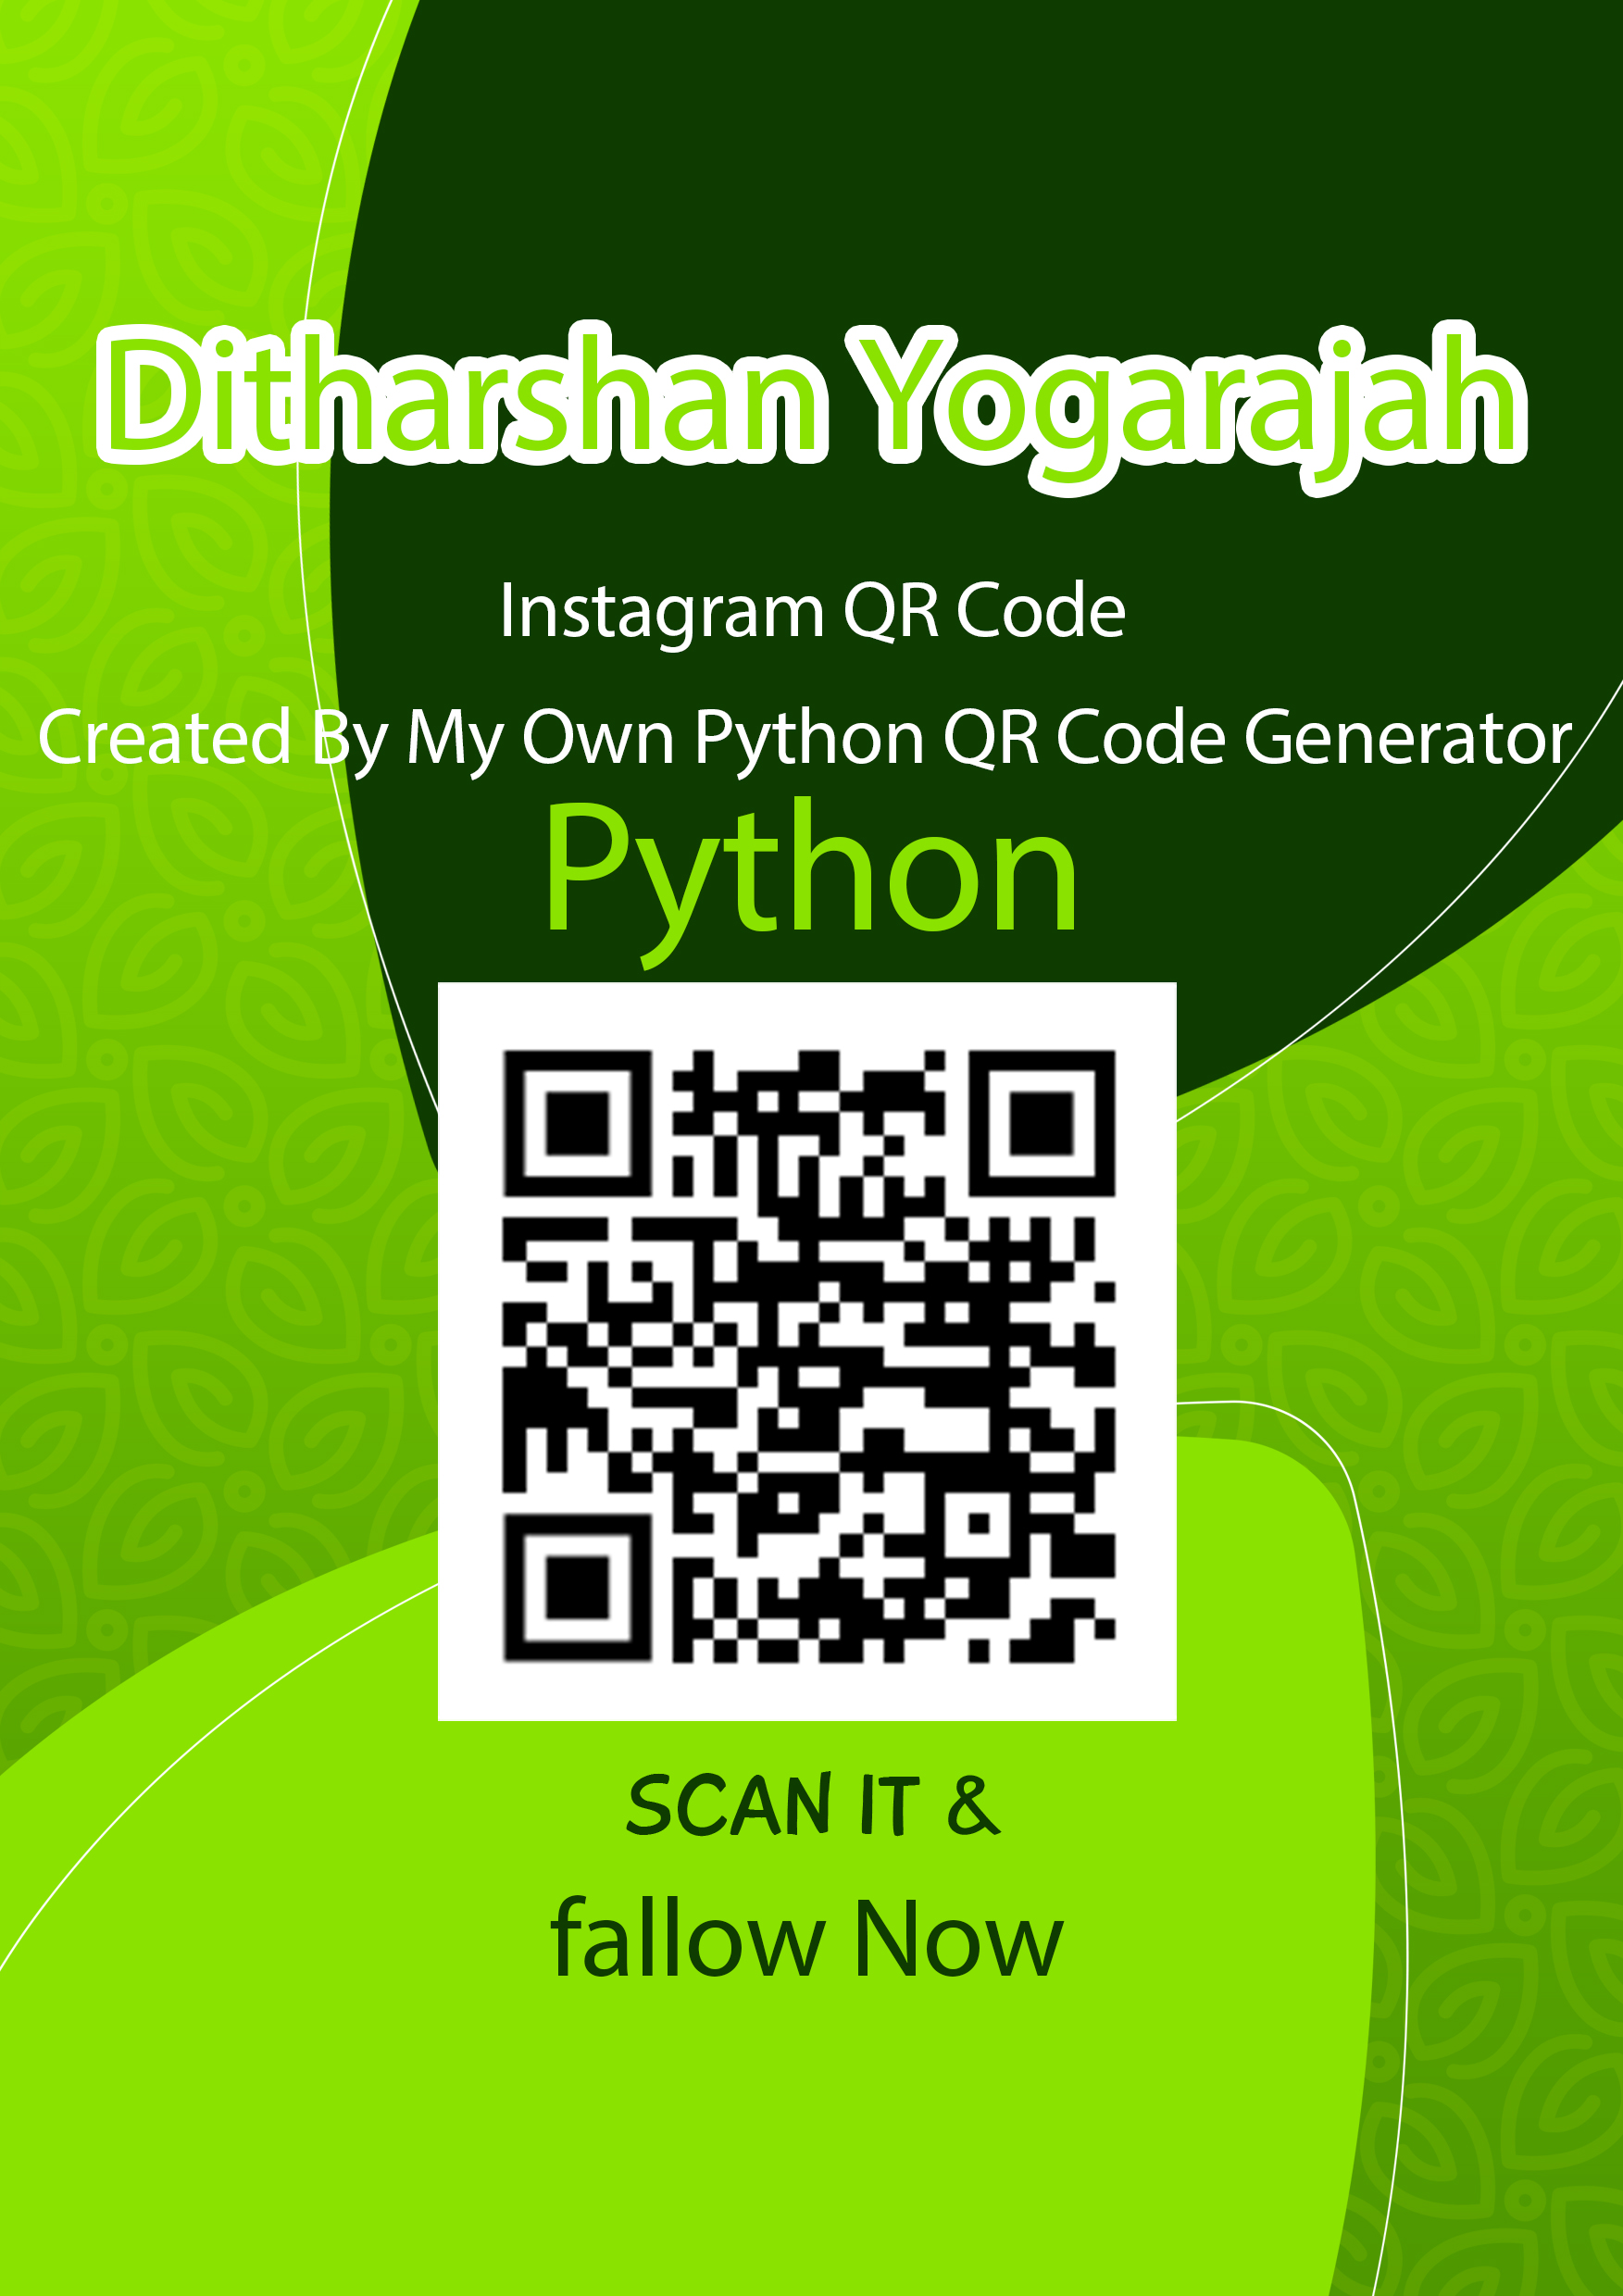 Ditharshan Yogarajah
Instagram QR Code
Created By My Own Python QR Code Generator
Python
SCAN IT &
fallow Now